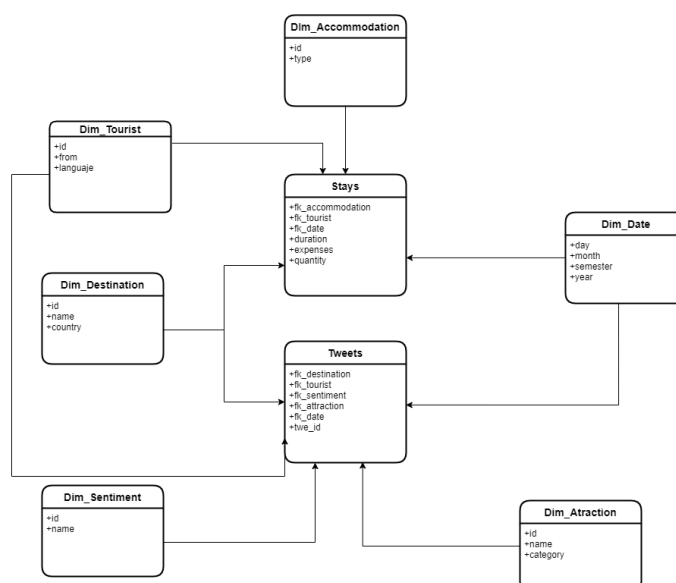 Dim_Accommodation
+id
+type
Dim_Tourist
+id
+from
+languaje
Stays
+fk_accommodation
+fk_tourist
+fk_date
+duration
+expenses
+quantity
Dim_Date
+day
+month
+semester
+year
Dim_Destination
+id
+name
+country
Tweets
+fk_destination
+fk_tourist
+fk_sentiment
+fk_attraction
+fk_date
+twe_id
Dim_Sentiment
+id
+name
Dim_Atraction
+id
+name
+category